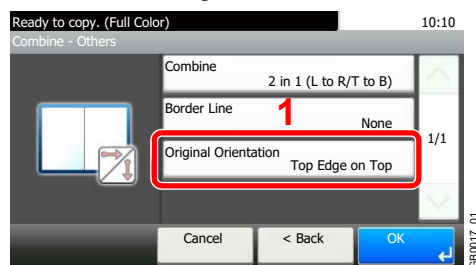 Ready to copy. (Full Color) 10:10
Combine - Others
Combine
2 in 1 (L to R/T to B)
Border Line
1
None
1/1
Original Orientation
Top Edge on Top
Cancel < Back OK